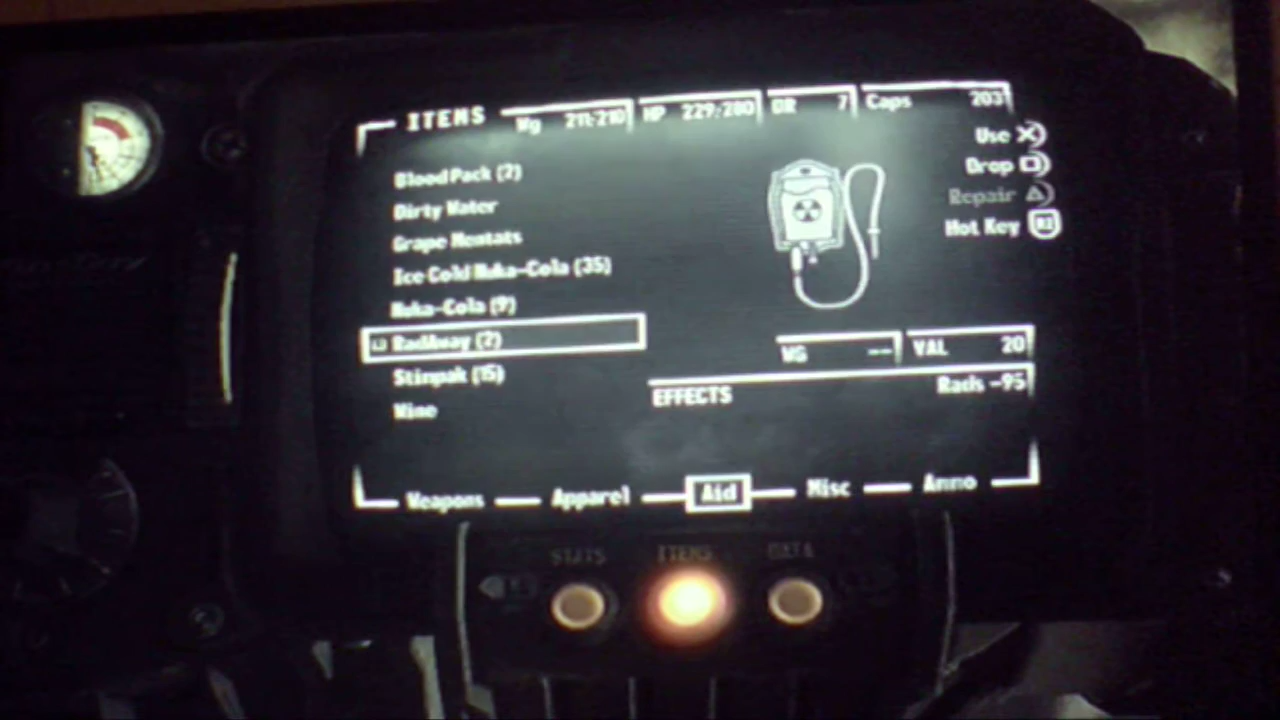 ITEMS Wg 211:210 HP 229:280 DR 7 Caps 203
Use X
Drop
Repair
Hot Key R2
Blood Pack (2)
Dirty Water
Grape Mentats
Ice Cold Nuka-Cola (35)
Nuka-Cola (9)
RadAway (2)
Stimpak (15)
Wine
WG -- VAL 20
EFFECTS Rads -95
Weapons Apparel Aid Misc Ammo
STATS ITEMS DATA